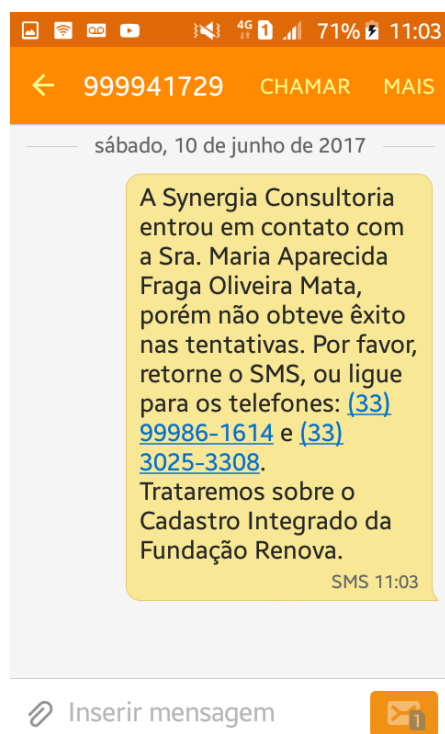 4G 1 71% 11:03
999941729 CHAMAR MAIS
sábado, 10 de junho de 2017
A Synergia Consultoria
entrou em contato com
a Sra. Maria Aparecida
Fraga Oliveira Mata,
porém não obteve êxito
nas tentativas. Por favor,
retorne o SMS, ou ligue
para os telefones: (33)
99986-1614 e (33)
3025-3308.
Trataremos sobre o
Cadastro Integrado da
Fundação Renova.
SMS 11:03
Inserir mensagem
1